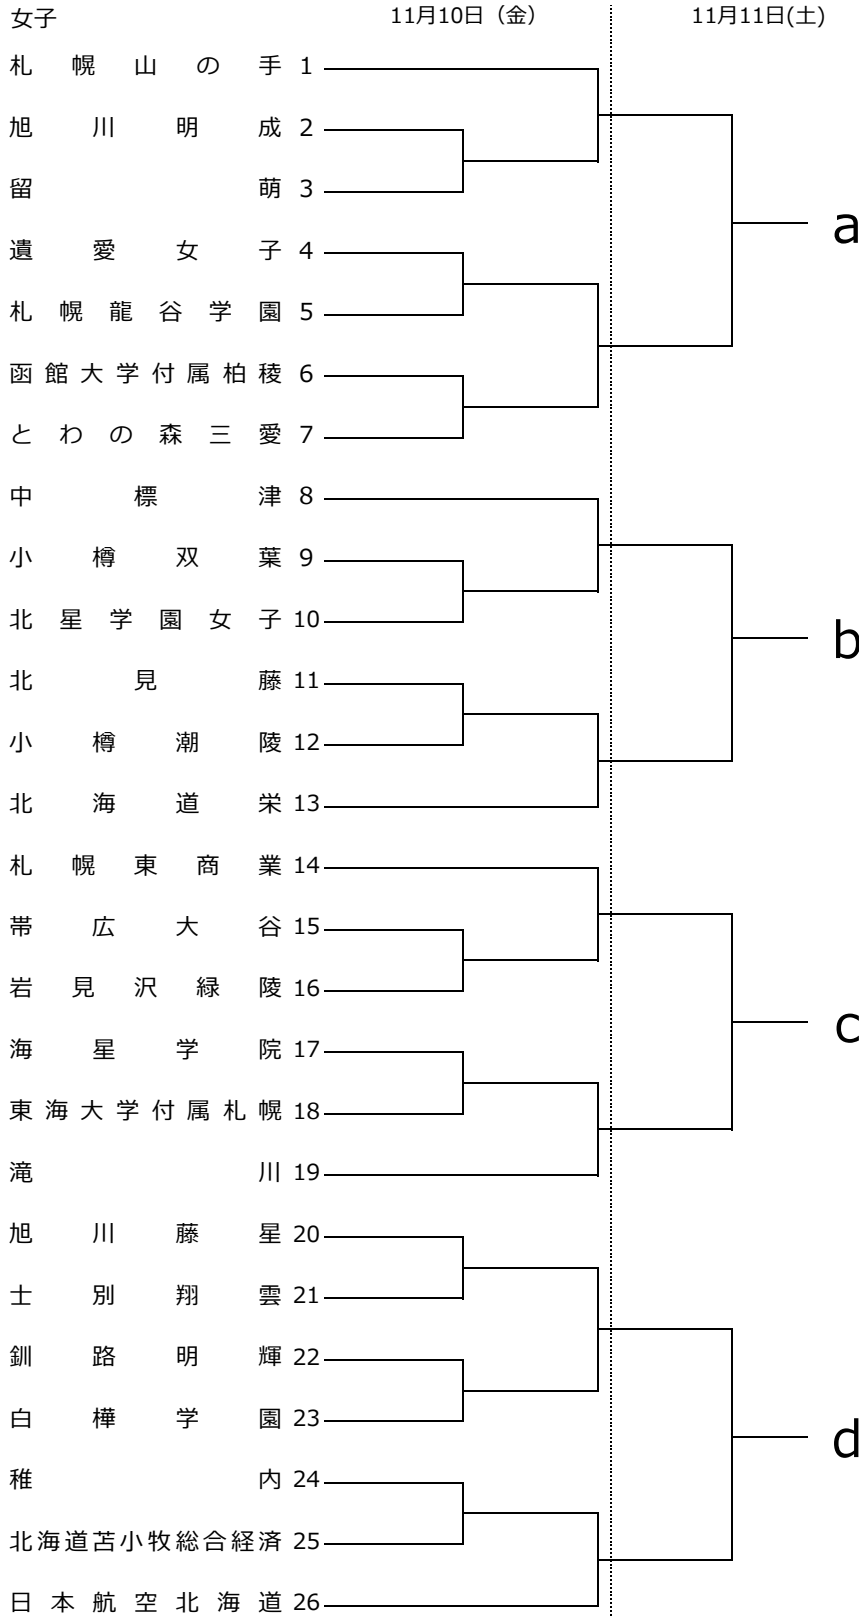 女子 11月10日（金） 11月11日(土)
札幌山の手 1
旭川明成 2
留萌 3
a
遺愛女子 4
札幌龍谷学園 5
函館大学付属柏稜 6
とわの森三愛 7
中標津 8
小樽双葉 9
北星学園女子 10
b
北見藤 11
小樽潮陵 12
北海道栄 13
札幌東商業 14
帯広大谷 15
岩見沢緑陵 16
c
海星学院 17
東海大学付属札幌 18
滝川 19
旭川藤星 20
士別翔雲 21
釧路明輝 22
白樺学園 23
d
稚内 24
北海道苫小牧総合経済 25
日本航空北海道 26